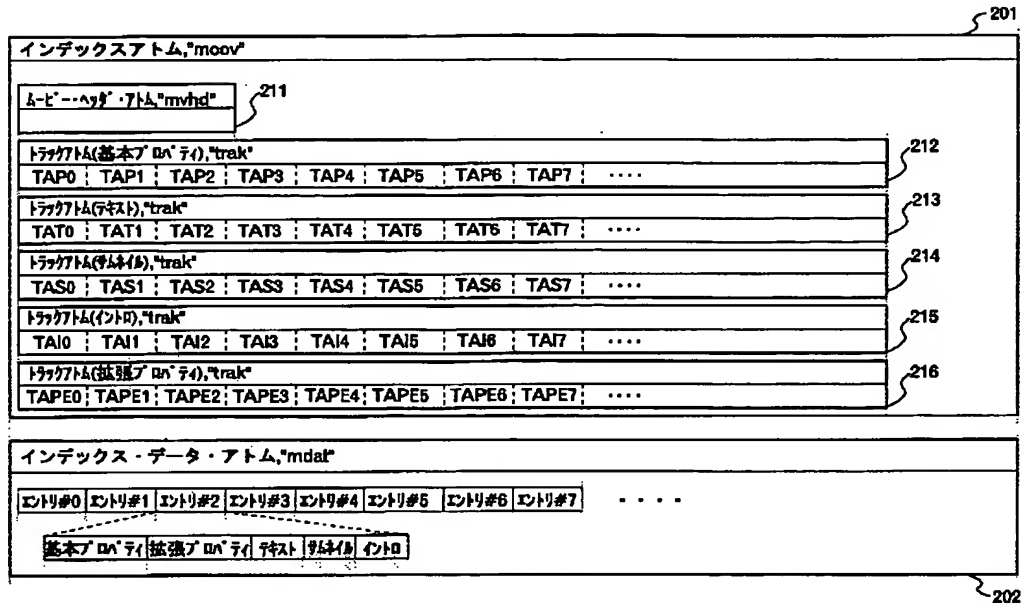 201
インデックスアトム,"moov"
ムービー・ヘッダ・アトム,"mvhd"
211
トラックアトム(基本プロパティ),"trak"
212
TAP0 TAP1 TAP2 TAP3 TAP4 TAP5 TAP6 TAP7 ····
トラックアトム(テキスト),"trak"
213
TAT0 TAT1 TAT2 TAT3 TAT4 TAT5 TAT6 TAT7 ····
トラックアトム(サムネイル),"trak"
214
TAS0 TAS1 TAS2 TAS3 TAS4 TAS5 TAS6 TAS7 ····
トラックアトム(イントロ),"trak"
215
TAI0 TAI1 TAI2 TAI3 TAI4 TAI5 TAI6 TAI7 ····
トラックアトム(拡張プロパティ),"trak"
216
TAPE0 TAPE1 TAPE2 TAPE3 TAPE4 TAPE5 TAPE6 TAPE7 ····
インデックス・データ・アトム,"mdat"
エントリ#0 エントリ#1 エントリ#2 エントリ#3 エントリ#4 エントリ#5 エントリ#6 エントリ#7 ····
基本プロパティ 拡張プロパティ テキスト サムネイル イントロ
202